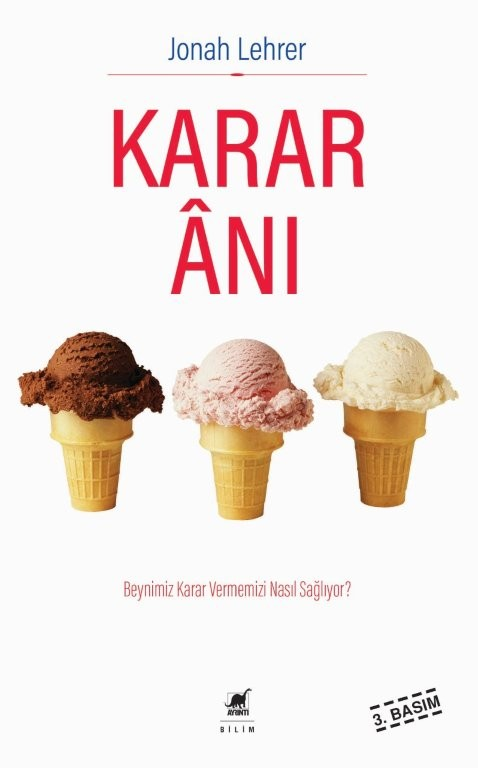 Jonah Lehrer
KARAR
ÂNI
Beynimiz Karar Vermemizi Nasıl Sağlıyor?
AYRINTI
BİLİM
3. BASIM